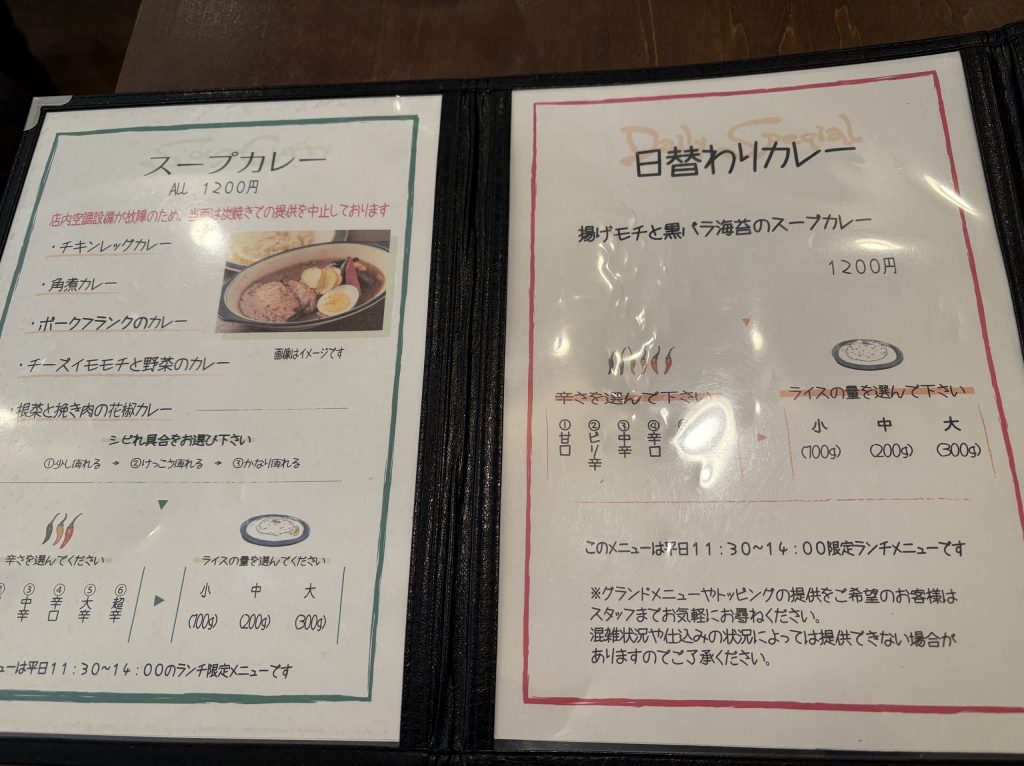 スープカレー
ALL 1200円
店内空調設備が故障のため、当面は炭焼きでの提供を中止しております
・チキンレッグカレー
・角煮カレー
・ポークフランクのカレー
・チーズイモモチと野菜のカレー
・根菜と挽き肉の花椒カレー
画像はイメージです
シビれ具合をお選び下さい
①少し痺れる → ②けっこう痺れる → ③かなり痺れる
辛さを選んでください
③中辛
④辛口
⑤大辛
⑥超辛
ライスの量を選んでください
小 中 大
(100g) (200g) (300g)
ューは平日11:30~14:00のランチ限定メニューです
Daily Special
日替わりカレー
揚げモチと黒バラ海苔のスープカレー
1200円
辛さを選んで下さい
①甘口
②ピリ辛
③中辛
④辛口
ライスの量を選んで下さい
小 中 大
(100g) (200g) (300g)
このメニューは平日11:30~14:00限定ランチメニューです
※グランドメニューやトッピングの提供をご希望のお客様は
スタッフまでお気軽にお尋ねください。
混雑状況や仕込みの状況によっては提供できない場合が
ありますのでご了承ください。